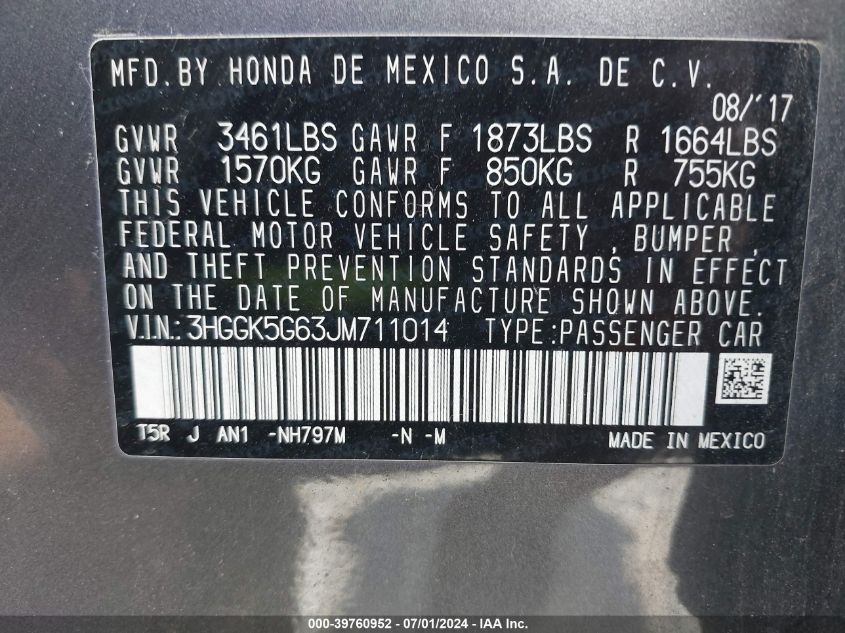 MFD. BY HONDA DE MEXICO S.A. DE C.V.
08/'17
GVWR 3461LBS GAWR F 1873LBS R 1664LBS
GVWR 1570KG GAWR F 850KG R 755KG
THIS VEHICLE CONFORMS TO ALL APPLICABLE
FEDERAL MOTOR VEHICLE SAFETY , BUMPER ,
AND THEFT PREVENTION STANDARDS IN EFFECT
ON THE DATE OF MANUFACTURE SHOWN ABOVE.
V.I.N.: 3HGGK5G63JM711014 TYPE:PASSENGER CAR
T5R J AN1 -NH797M -N -M MADE IN MEXICO
000-39760952 - 07/01/2024 - IAA Inc.